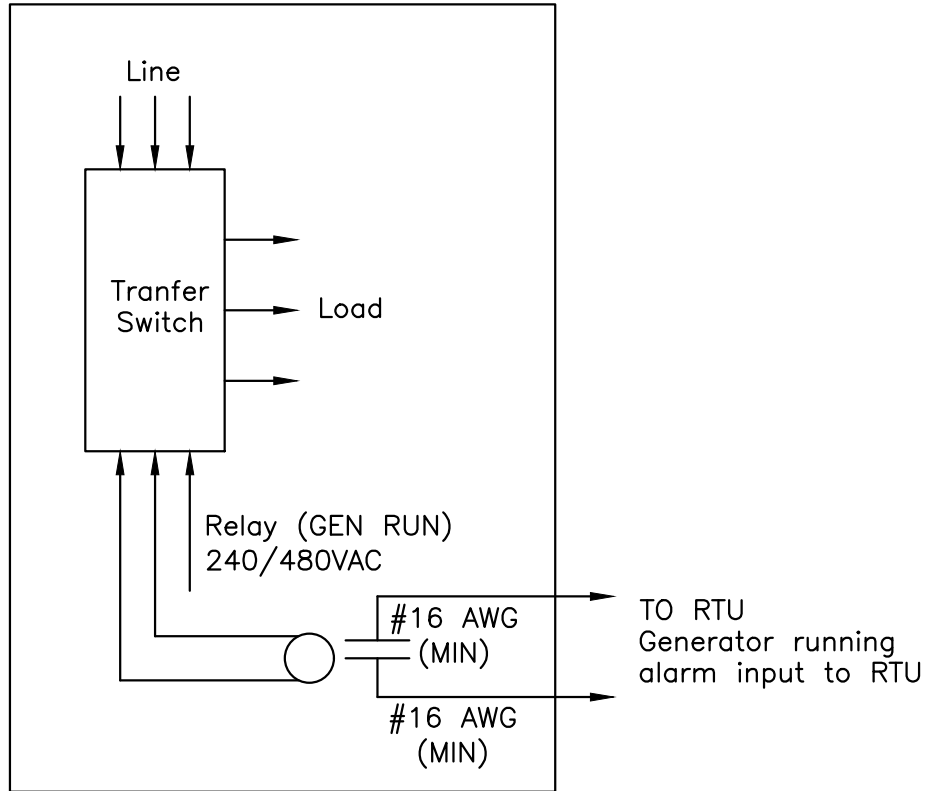 Line
Tranfer
Switch
Load
Relay (GEN RUN)
240/480VAC
#16 AWG
(MIN)
TO RTU
Generator running
alarm input to RTU
#16 AWG
(MIN)